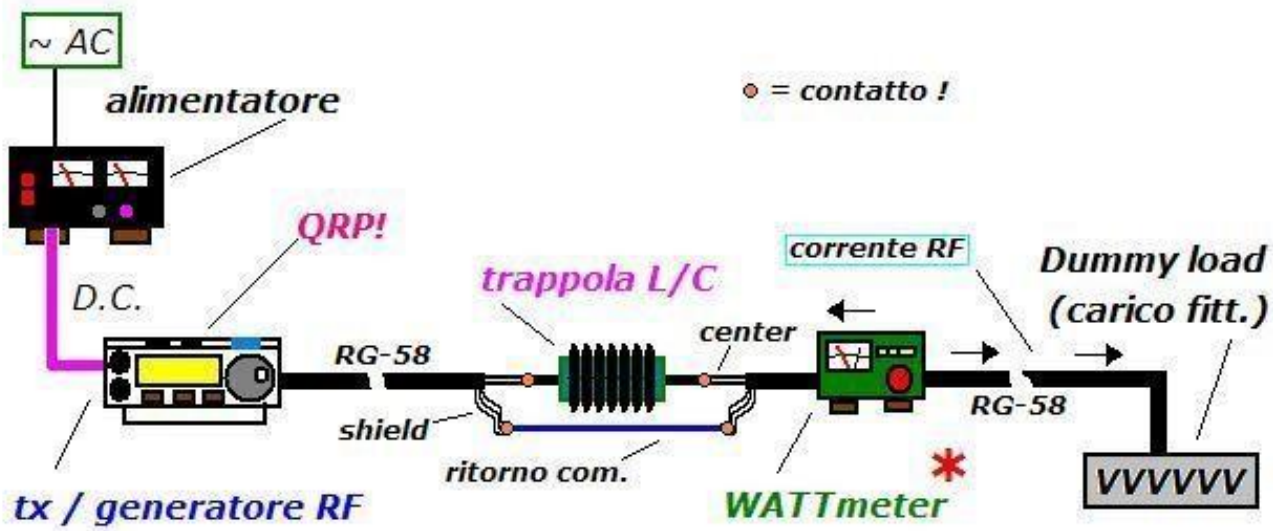 ~ AC
alimentatore
= contatto !
QRP!
corrente RF
Dummy load
(carico fitt.)
trappola L/C
D.C.
center
RG-58
RG-58
shield
ritorno com.
*
WATTmeter
tx / generatore RF
VVVVVV